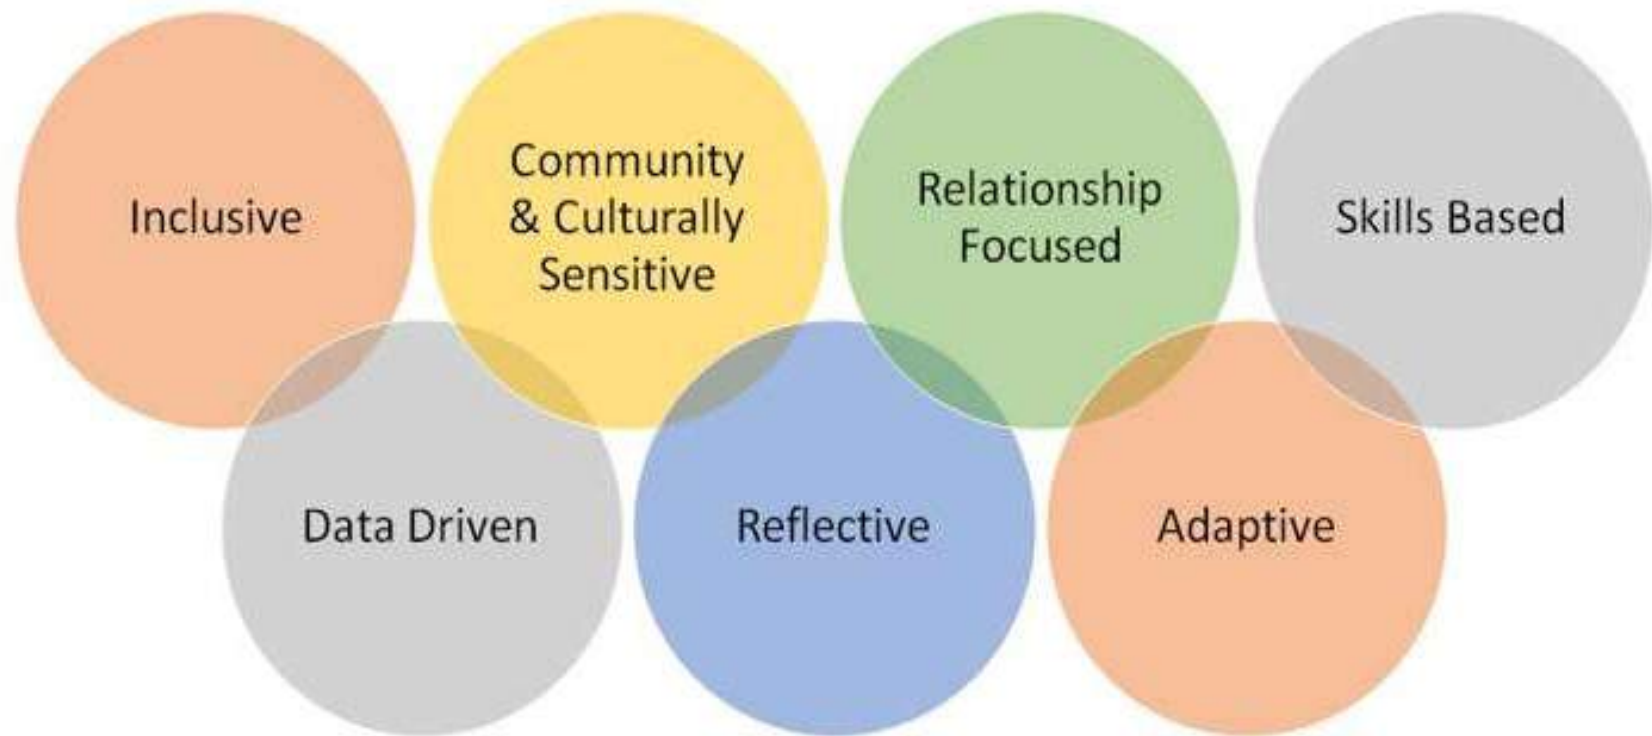 Inclusive
Community
& Culturally
Sensitive
Relationship
Focused
Skills Based
Data Driven
Reflective
Adaptive